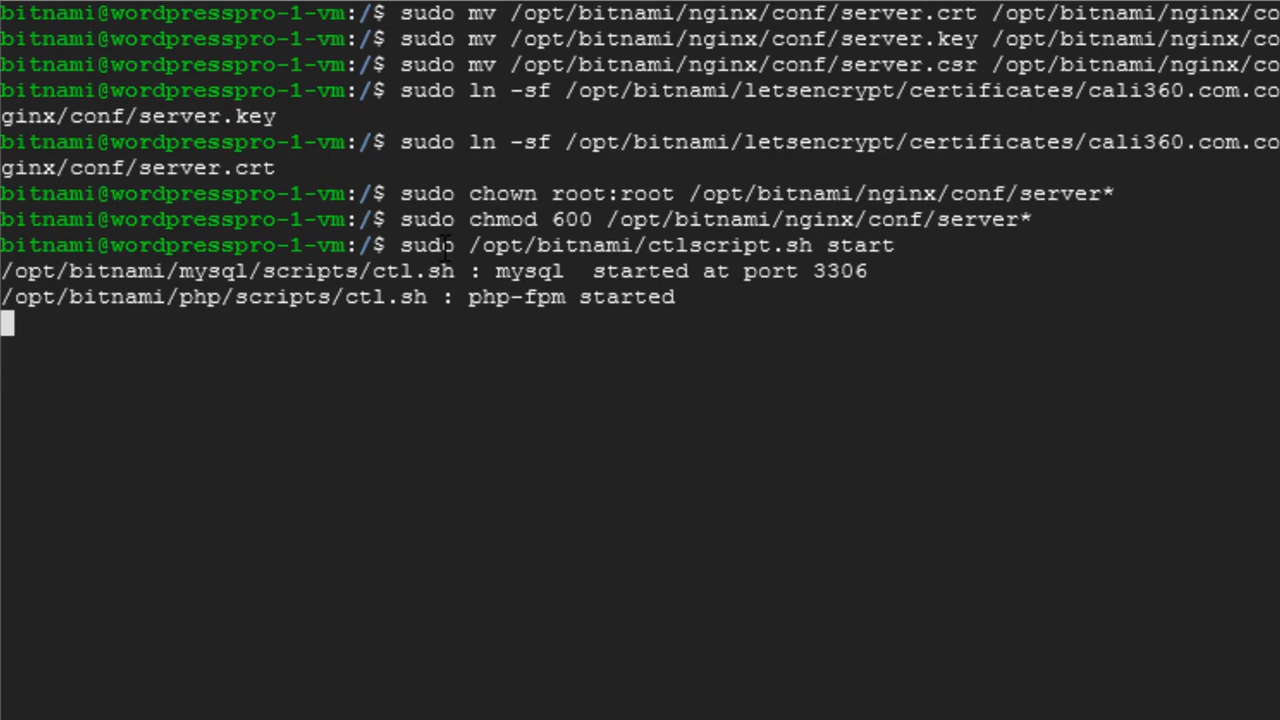 bitnami@wordpresspro-1-vm:/$ sudo mv /opt/bitnami/nginx/conf/server.crt /opt/bitnami/nginx/co
bitnami@wordpresspro-1-vm:/$ sudo mv /opt/bitnami/nginx/conf/server.key /opt/bitnami/nginx/co
bitnami@wordpresspro-1-vm:/$ sudo mv /opt/bitnami/nginx/conf/server.csr /opt/bitnami/nginx/co
bitnami@wordpresspro-1-vm:/$ sudo ln -sf /opt/bitnami/letsencrypt/certificates/cali360.com.co
ginx/conf/server.key
bitnami@wordpresspro-1-vm:/$ sudo ln -sf /opt/bitnami/letsencrypt/certificates/cali360.com.co
ginx/conf/server.crt
bitnami@wordpresspro-1-vm:/$ sudo chown root:root /opt/bitnami/nginx/conf/server*
bitnami@wordpresspro-1-vm:/$ sudo chmod 600 /opt/bitnami/nginx/conf/server*
bitnami@wordpresspro-1-vm:/$ sudo /opt/bitnami/ctlscript.sh start
/opt/bitnami/mysql/scripts/ctl.sh : mysql  started at port 3306
/opt/bitnami/php/scripts/ctl.sh : php-fpm started